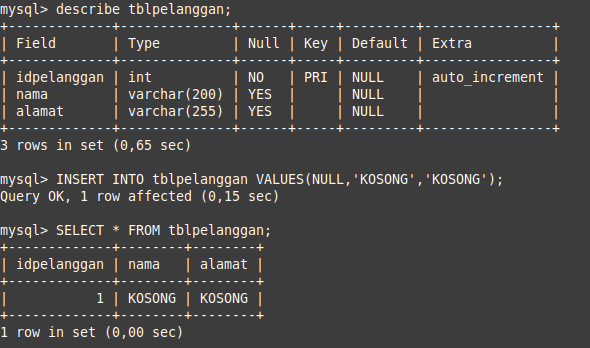 mysql> describe tblpelanggan;
+-------------+--------------+------+-----+---------+----------------+
| Field       | Type         | Null | Key | Default | Extra          |
+-------------+--------------+------+-----+---------+----------------+
| idpelanggan | int          | NO   | PRI | NULL    | auto_increment |
| nama        | varchar(200) | YES  |     | NULL    |                |
| alamat      | varchar(255) | YES  |     | NULL    |                |
+-------------+--------------+------+-----+---------+----------------+
3 rows in set (0,65 sec)
mysql> INSERT INTO tblpelanggan VALUES(NULL,'KOSONG','KOSONG');
Query OK, 1 row affected (0,15 sec)
mysql> SELECT * FROM tblpelanggan;
+-------------+--------+--------+
| idpelanggan | nama   | alamat |
+-------------+--------+--------+
|           1 | KOSONG | KOSONG |
+-------------+--------+--------+
1 row in set (0,00 sec)